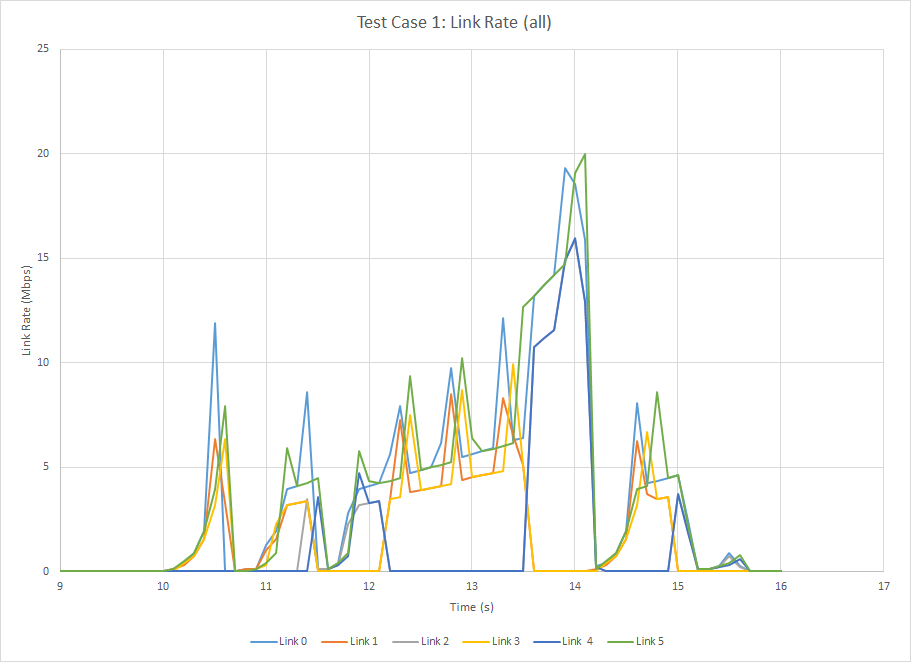 Test Case 1: Link Rate (all)
25
20
15
10
5
0
Link Rate (Mbps)
9 10 11 12 13 14 15 16 17
Time (s)
Link 0 Link 1 Link 2 Link 3 Link 4 Link 5